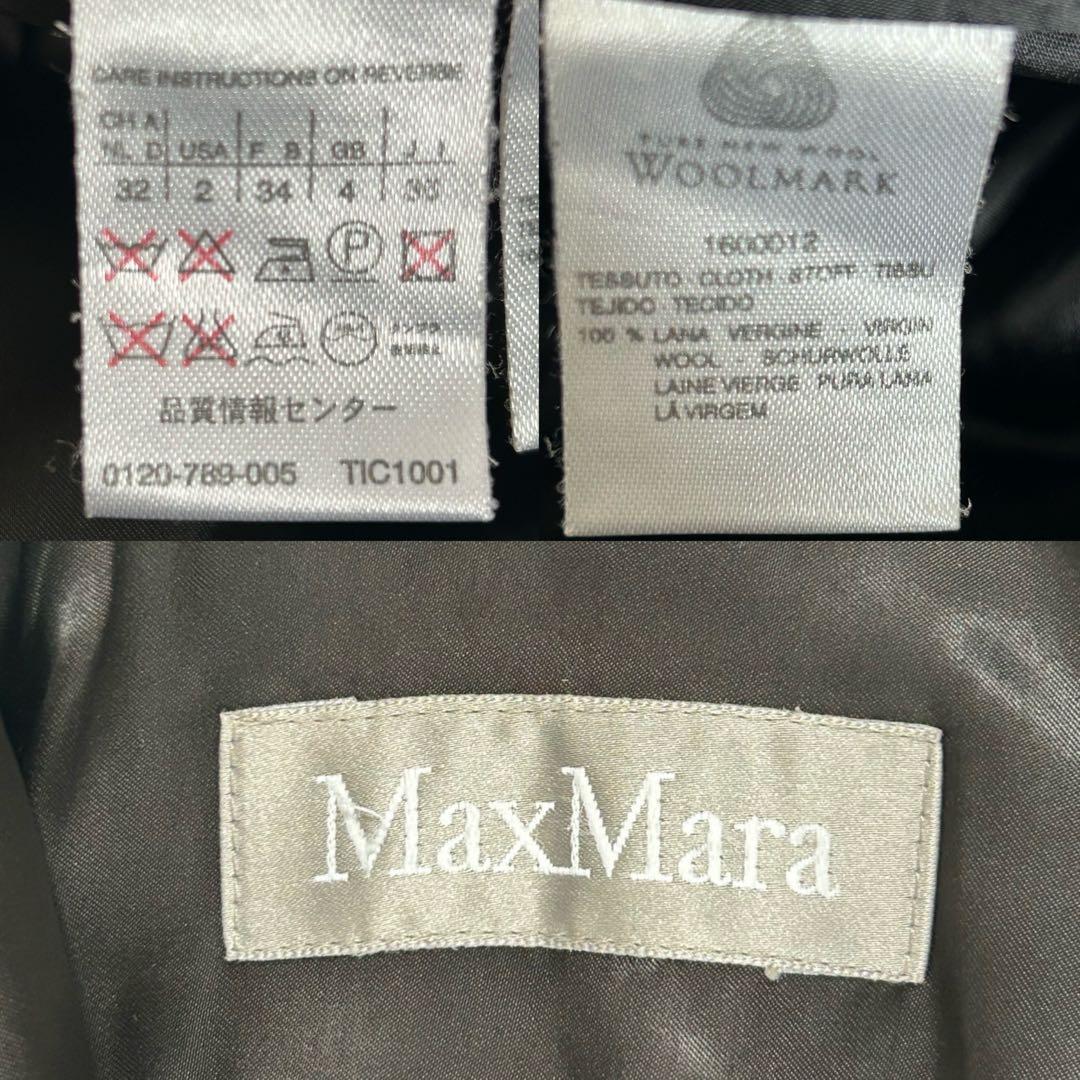 CARE INSTRUCTIONS ON REVERSE
CH A
NL D USA F B GB J I
32 2 34 4 36
P
品質情報センター
0120-789-005 TIC1001
PURE NEW WOOL
WOOLMARK
1600012
TESSUTO CLOTH STOFF TISSU
TEJIDO TECIDO
100 % LANA VERGINE VIRGIN
WOOL - SCHURWOLLE
LAINE VIERGE PURA LANA
LÃ VIRGEM
MaxMara